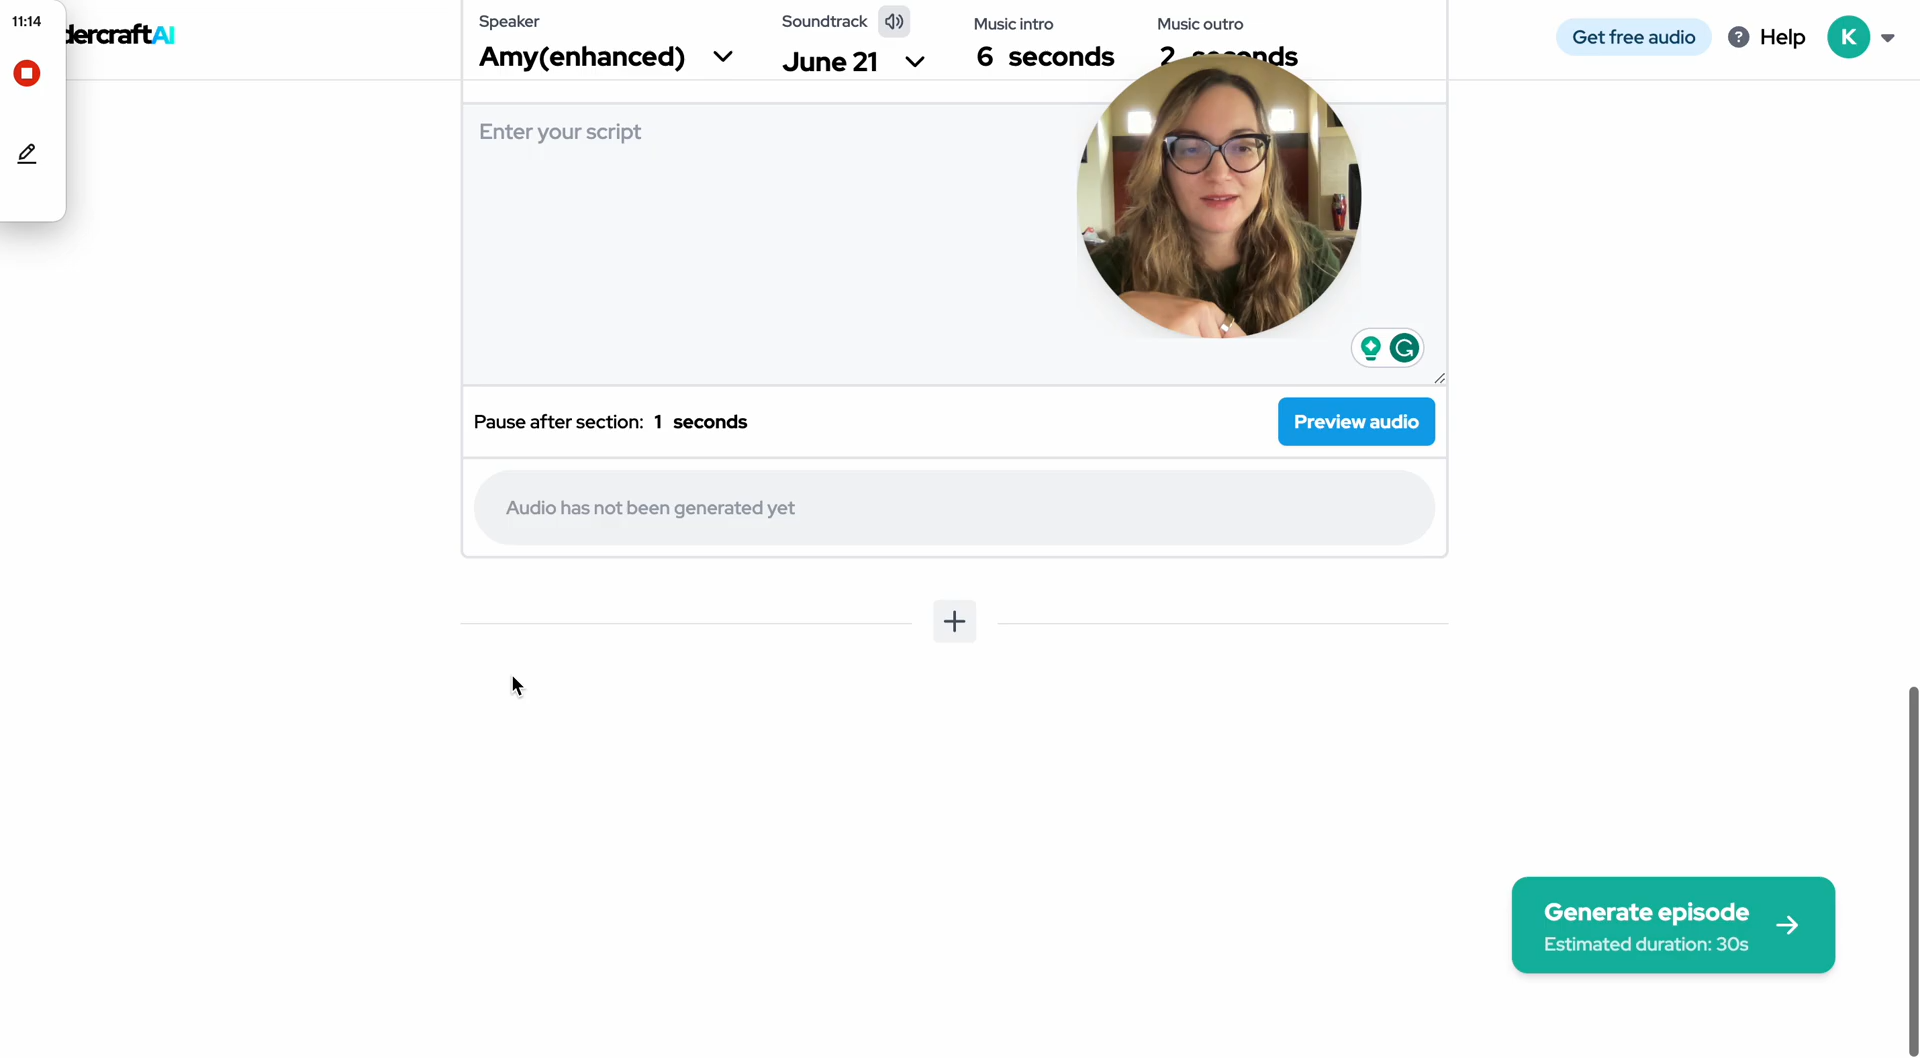 11:14
dercraftAI
Speaker
Amy(enhanced)
Soundtrack
June 21
Music intro
6 seconds
Music outro
2 seconds
Get free audio
? Help
K
Enter your script
Pause after section: 1 seconds
Preview audio
Audio has not been generated yet
+
Generate episode
Estimated duration: 30s